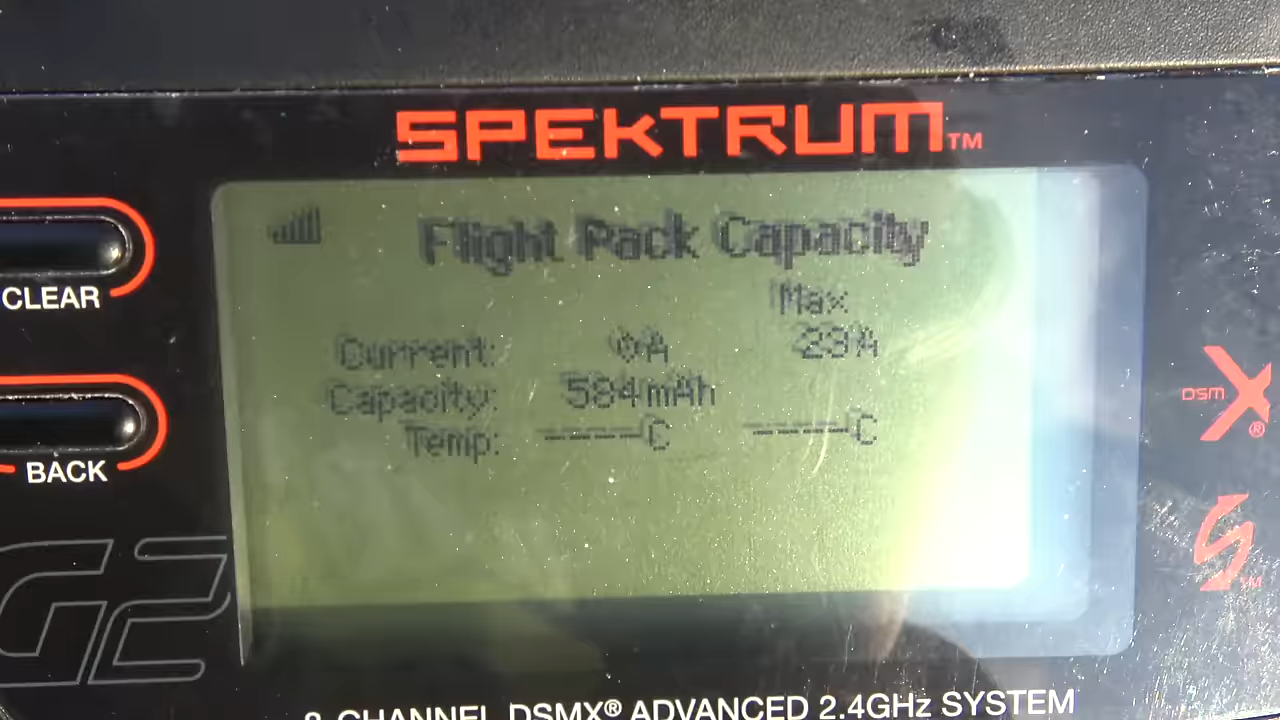 SPEKTRUM™
Flight Pack Capacity
Max
CLEAR
Current: 0A 29A
Capacity: 584mAh
Temp: ----C ----C
DSM X®
BACK
G2
CHANNEL DSMX® ADVANCED 2.4GHz SYSTEM